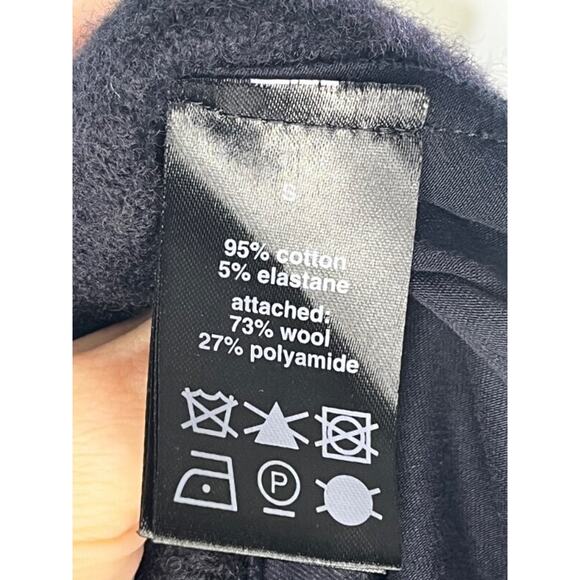 S
95% cotton
5% elastane
attached:
73% wool
27% polyamide
P